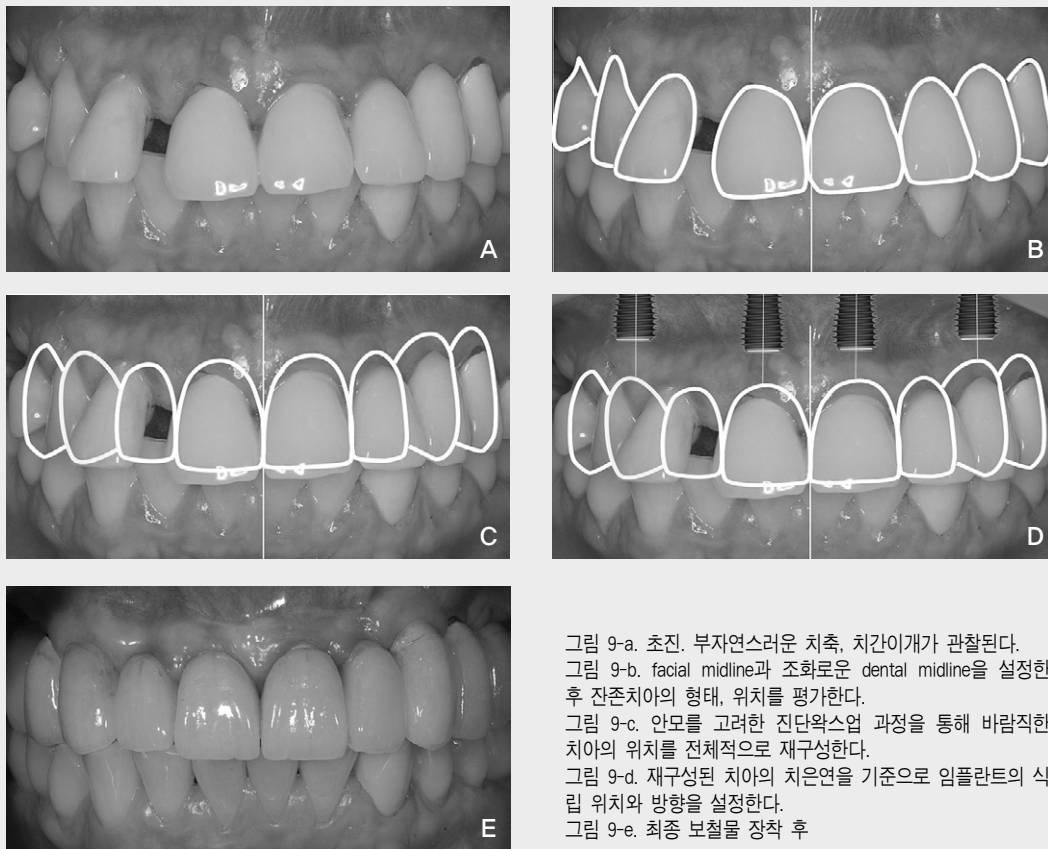 A
B
C
D
E
그림 9-a. 초진. 부자연스러운 치축, 치간이개가 관찰된다.
그림 9-b. facial midline과 조화로운 dental midline을 설정한
후 잔존치아의 형태, 위치를 평가한다.
그림 9-c. 안모를 고려한 진단왁스업 과정을 통해 바람직한
치아의 위치를 전체적으로 재구성한다.
그림 9-d. 재구성된 치아의 치은연을 기준으로 임플란트의 식
립 위치와 방향을 설정한다.
그림 9-e. 최종 보철물 장착 후